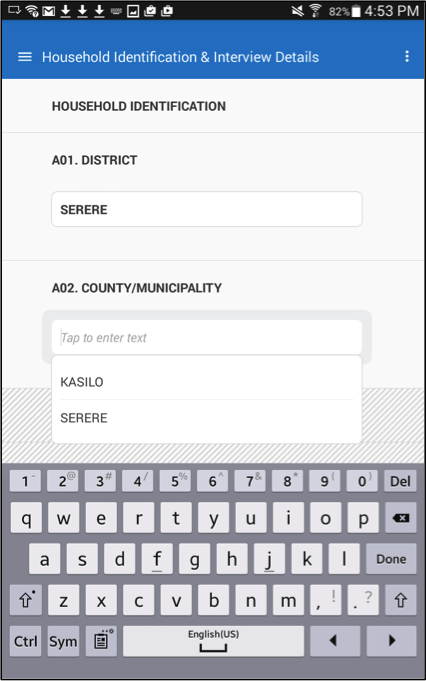 82% 4:53 PM
Household Identification & Interview Details
HOUSEHOLD IDENTIFICATION
A01. DISTRICT
SERERE
A02. COUNTY/MUNICIPALITY
Tap to enter text
KASILO
SERERE
1 - 2 @ 3 # 4 / 5 % 6 ^ 7 & 8 * 9 ( 0 ) Del
q w e r t y u i o p
a s d f g h j k l Done
z x c v b n m , ! . ?
Ctrl Sym English(US)